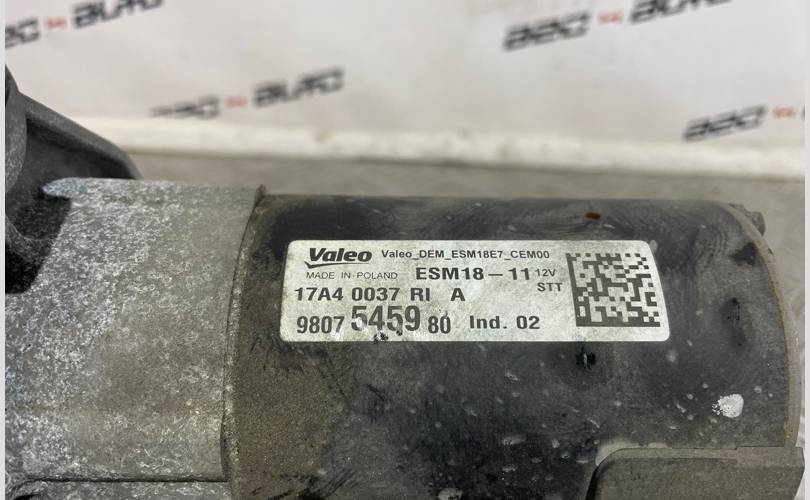 Valeo Valeo_DEM_ESM18E7_CEM00
MADE IN POLAND ESM18-11 12V
STT
17A4 0037 RI A
9807 5459 80 Ind. 02